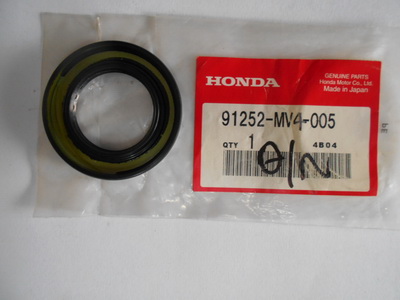 HONDA
GENUINE PARTS
Honda Motor Co., Ltd.
Made in Japan
91252-MV4-005
QTY 1
4B04
O/N